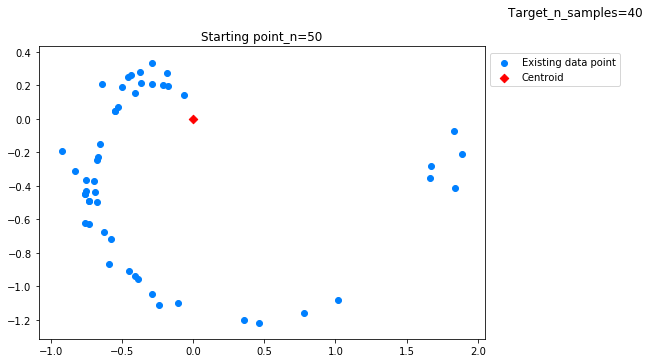 Target_n_samples=40
Starting point_n=50
Existing data point
Centroid
0.4
0.2
0.0
−0.2
−0.4
−0.6
−0.8
−1.0
−1.2
−1.0 −0.5 0.0 0.5 1.0 1.5 2.0